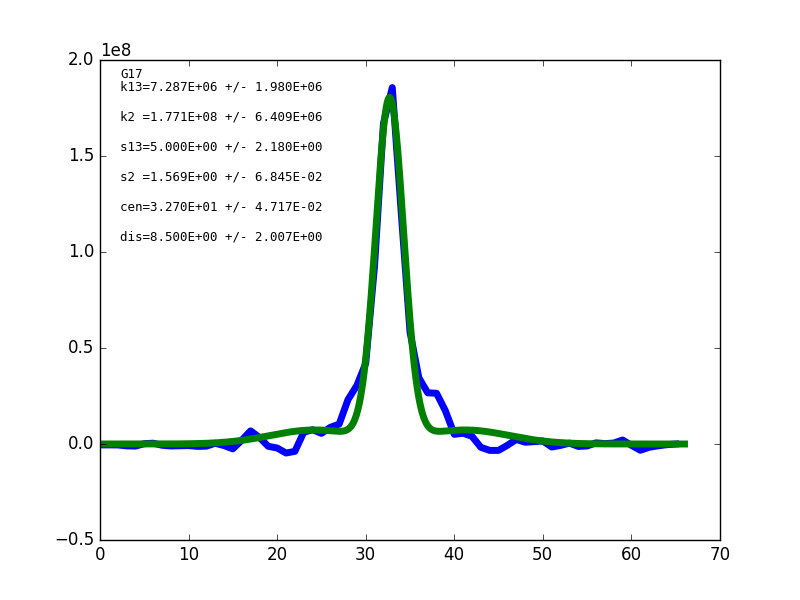 1e8
2.0
G17
k13=7.287E+06 +/- 1.980E+06
k2 =1.771E+08 +/- 6.409E+06
1.5
s13=5.000E+00 +/- 2.180E+00
s2 =1.569E+00 +/- 6.845E-02
cen=3.270E+01 +/- 4.717E-02
dis=8.500E+00 +/- 2.007E+00
1.0
0.5
0.0
−0.5
0 10 20 30 40 50 60 70